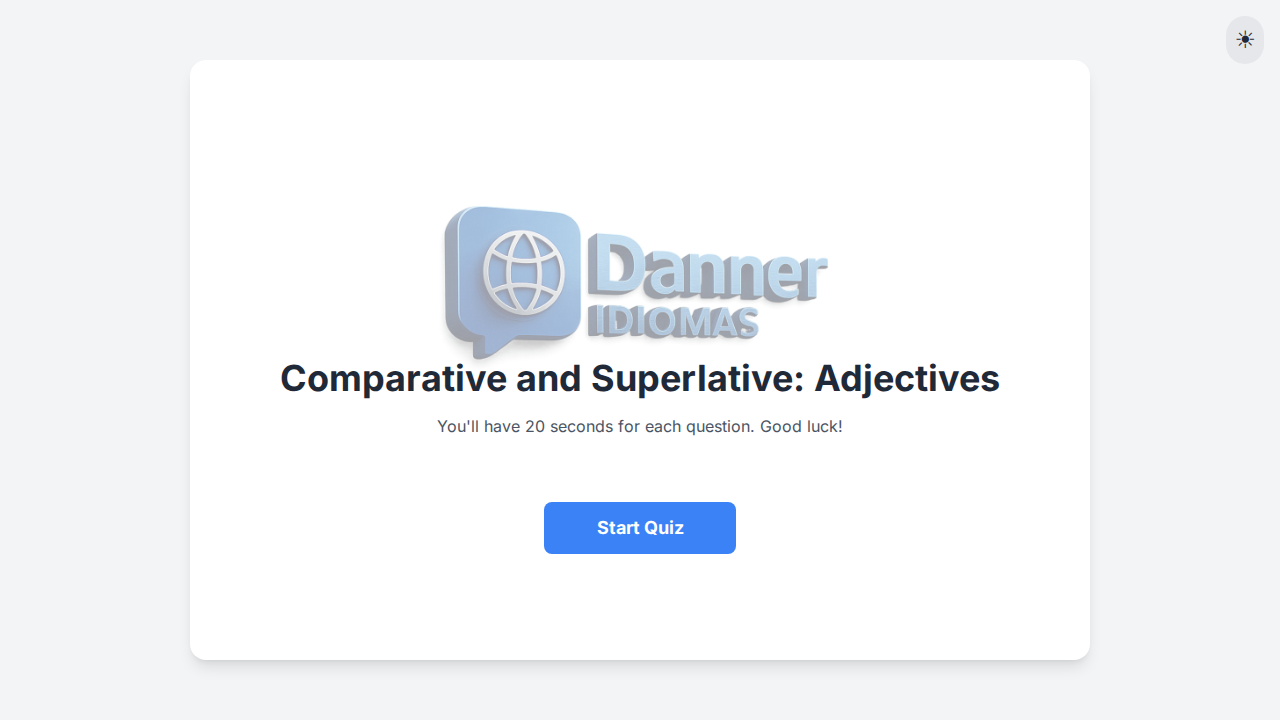 Danner
IDIOMAS
Comparative and Superlative: Adjectives
You'll have 20 seconds for each question. Good luck!
Start Quiz